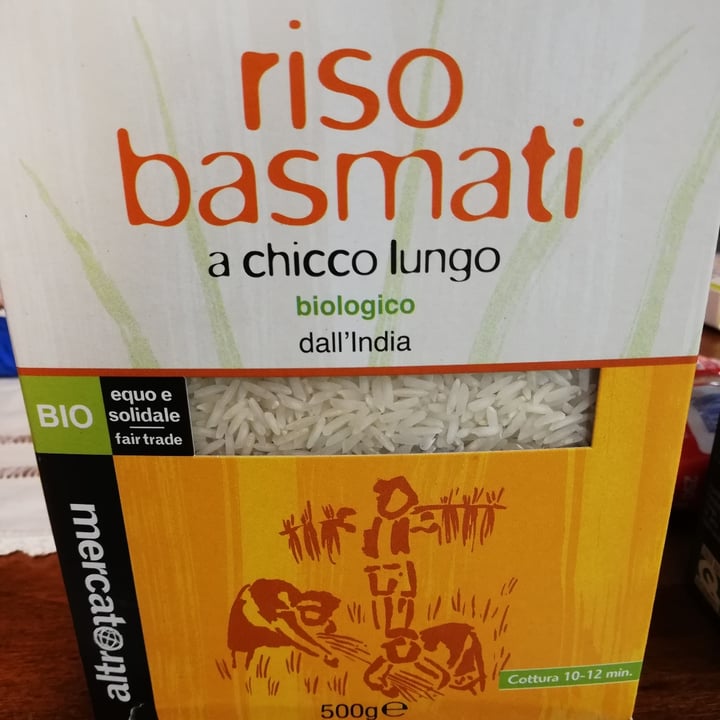 riso
basmati
a chicco lungo
biologico
dall'India
BIO
equo e
solidale
fair trade
altromercato
Cottura 10-12 min.
500g e